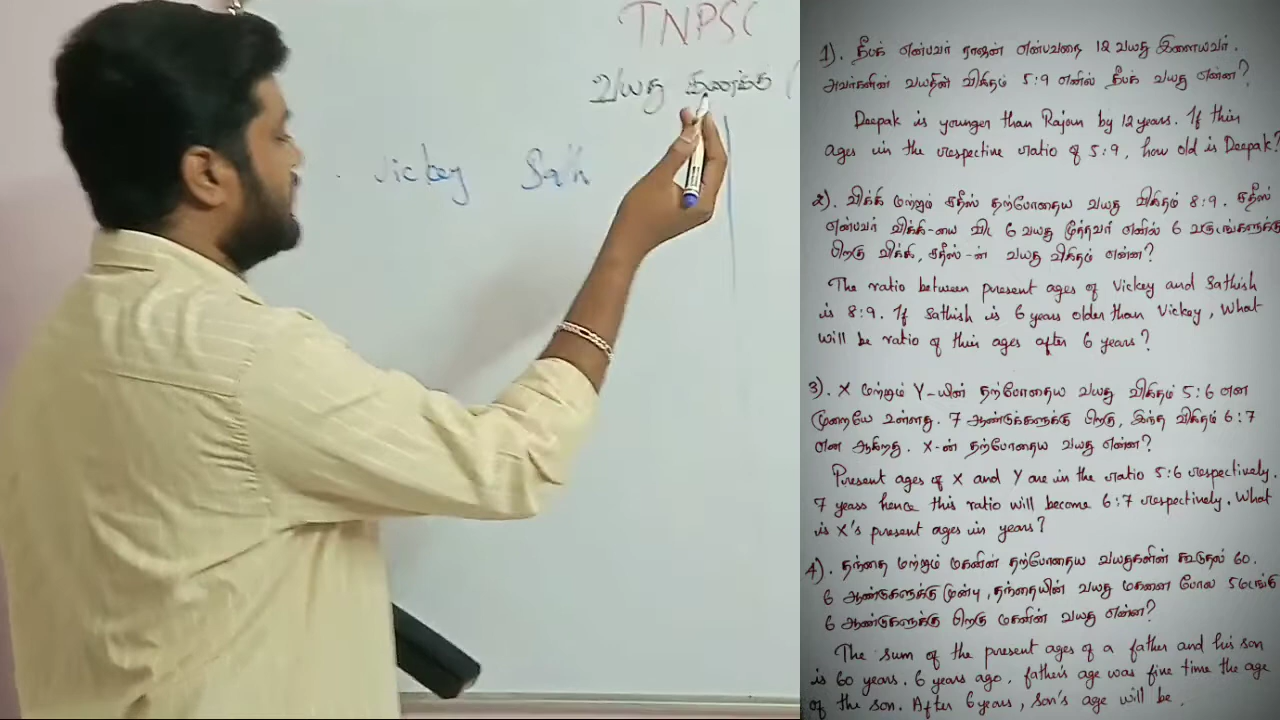 TNPSC
வயது கணக்கு (
Vickey Sath
1). தீபக் என்பவர் ராஜன் என்பவரை 12 வயது இளையவர்.
அவர்களின் வயதின் விகிதம் 5:9 எனில் தீபக் வயது என்ன?
Deepak is younger than Rajan by 12 years. If thier
ages in the respective ratio of 5:9, how old is Deepak?
2). விக்கி மற்றும் சதீஸ் தற்போதைய வயது விகிதம் 8:9. சதீஸ்
என்பவர் விக்கி-யை விட 6 வயது மூத்தவர் எனில் 6 வருடங்களுக்கு
பிறகு விக்கி, சதீஸ்-ன் வயது விகிதம் என்ன?
The ratio between present ages of Vickey and Sathish
is 8:9. If Sathish is 6 years older than Vickey, What
will be ratio of their ages after 6 years?
3). X மற்றும் Y-யின் தற்போதைய வயது விகிதம் 5:6 என
முறையே உள்ளது. 7 ஆண்டுக்களுக்கு பிறகு, இந்த விகிதம் 6:7
என ஆகிறது. X-ன் தற்போதைய வயது என்ன?
Present ages of X and Y are in the ratio 5:6 respectively.
7 years hence this ratio will become 6:7 respectively. What
is X's present ages in years?
4). தந்தை மற்றும் மகனின் தற்போதைய வயதுகளின் கூடுதல் 60.
6 ஆண்டுகளுக்கு முன்பு, தந்தையின் வயது மகனை போல 5மடங்கு
6 ஆண்டுகளுக்கு பிறகு மகனின் வயது என்ன?
The sum of the present ages of a father and his son
is 60 years. 6 years ago, father's age was five time the age
of the son. After 6 years, son's age will be.